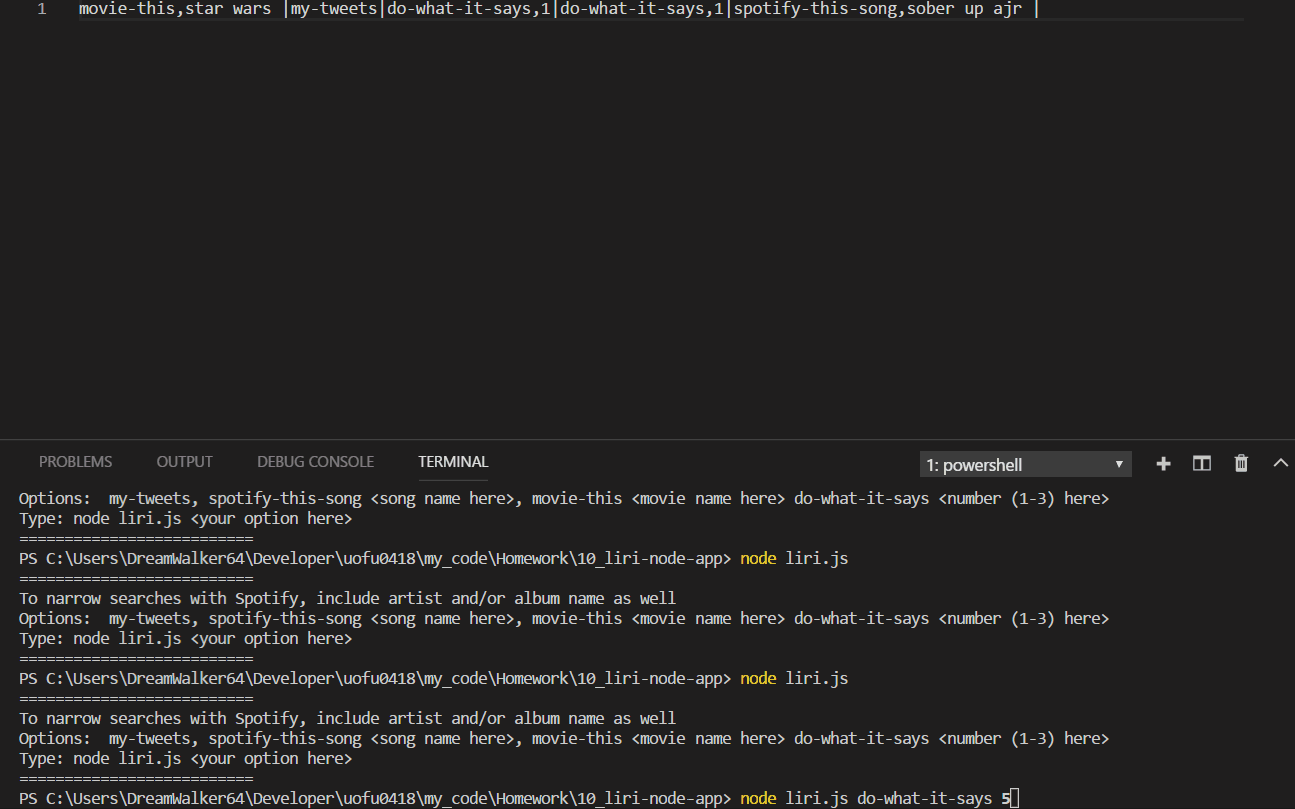 1 movie-this,star wars |my-tweets|do-what-it-says,1|do-what-it-says,1|spotify-this-song,sober up ajr |
PROBLEMS OUTPUT DEBUG CONSOLE TERMINAL 1: powershell
Options:  my-tweets, spotify-this-song <song name here>, movie-this <movie name here> do-what-it-says <number (1-3) here>
Type: node liri.js <your option here>
==========================
PS C:\Users\DreamWalker64\Developer\uofu0418\my_code\Homework\10_liri-node-app> node liri.js
==========================
To narrow searches with Spotify, include artist and/or album name as well
Options:  my-tweets, spotify-this-song <song name here>, movie-this <movie name here> do-what-it-says <number (1-3) here>
Type: node liri.js <your option here>
==========================
PS C:\Users\DreamWalker64\Developer\uofu0418\my_code\Homework\10_liri-node-app> node liri.js
==========================
To narrow searches with Spotify, include artist and/or album name as well
Options:  my-tweets, spotify-this-song <song name here>, movie-this <movie name here> do-what-it-says <number (1-3) here>
Type: node liri.js <your option here>
==========================
PS C:\Users\DreamWalker64\Developer\uofu0418\my_code\Homework\10_liri-node-app> node liri.js do-what-it-says 5